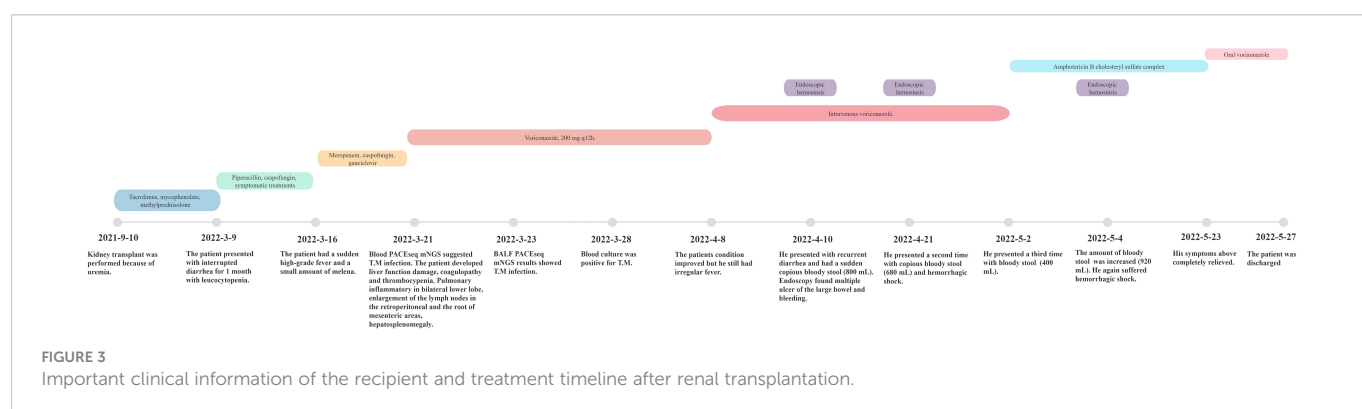 Oral voriconazole
Amphotericin B cholesteryl sulfate complex
Endoscopic
hemostasis
Endoscopic
hemostasis
Endoscopic
hemostasis
Intravenous voriconazole.
Voriconazole, 200 mg q12h.
Meropenem, caspofungin,
ganciclovir
Piperacillin, caspofungin,
symptomatic treatments
Tacrolimus, mycophenolate,
methylprednisolone
2021-9-10
Kidney transplant was
performed because of
uremia.
2022-3-9
The patient presented
with interrupted
diarrhea for 1 month
with leucocytopenia.
2022-3-16
The patient had a sudden
high-grade fever and a
small amount of melena.
2022-3-21
Blood PACEseq mNGS suggested
T.M infection. The patient developed
liver function damage, coagulopathy
and thrombocypenia. Pulmonary
inflammatory in bilateral lower lobe,
enlargement of the lymph nodes in
the retroperitoneal and the root of
mesenteric areas,
hepatosplenomegaly.
2022-3-23
BALF PACEseq
mNGS results showed
T.M infection.
2022-3-28
Blood culture was
positive for T.M.
2022-4-8
The patients condition
improved but he still had
irregular fever.
2022-4-10
He presented with recurrent
diarrhea and had a sudden
copious bloody stool (800 mL).
Endoscopy found multiple
ulcer of the large bowel and
bleeding.
2022-4-21
He presented a second time
with copious bloody stool
(680 mL) and hemorrhagic
shock.
2022-5-2
He presented a third time
with bloody stool (400
mL).
2022-5-4
The amount of bloody
stool was increased (920
mL). He again suffered
hemorrhagic shock.
2022-5-23
His symptoms above
completely relieved.
2022-5-27
The patient was
discharged
FIGURE 3
Important clinical information of the recipient and treatment timeline after renal transplantation.